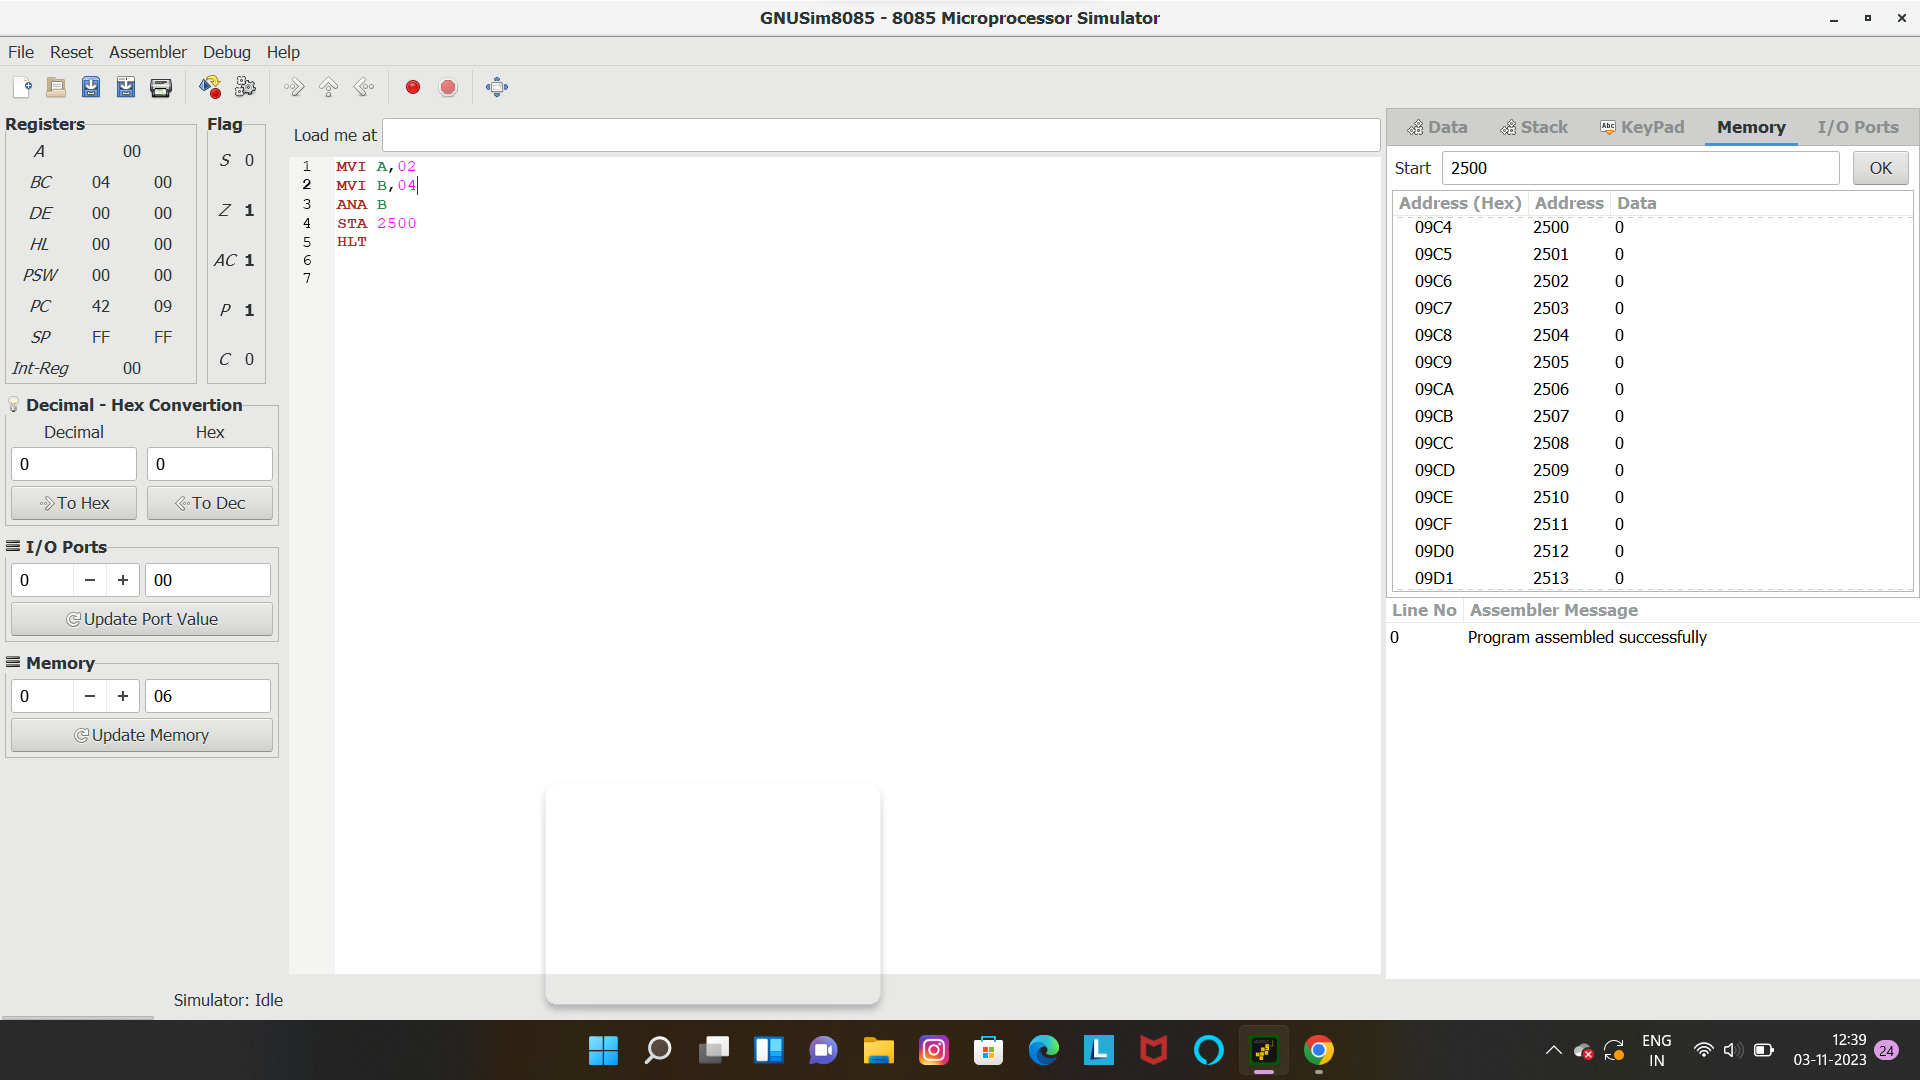 GNUSim8085 - 8085 Microprocessor Simulator
File Reset Assembler Debug Help
Registers
A 00
BC 04 00
DE 00 00
HL 00 00
PSW 00 00
PC 42 09
SP FF FF
Int-Reg 00
Flag
S 0
Z 1
AC 1
P 1
C 0
Decimal - Hex Convertion
Decimal Hex
0 0
To Hex To Dec
I/O Ports
0 − + 00
Update Port Value
Memory
0 − + 06
Update Memory
Load me at
1 MVI A,02
2 MVI B,04
3 ANA B
4 STA 2500
5 HLT
6
7
Data Stack Abc KeyPad Memory I/O Ports
Start 2500 OK
Address (Hex) Address Data
09C4 2500 0
09C5 2501 0
09C6 2502 0
09C7 2503 0
09C8 2504 0
09C9 2505 0
09CA 2506 0
09CB 2507 0
09CC 2508 0
09CD 2509 0
09CE 2510 0
09CF 2511 0
09D0 2512 0
09D1 2513 0
Line No Assembler Message
0 Program assembled successfully
Simulator: Idle
L
ENG
IN
12:39
03-11-2023
24